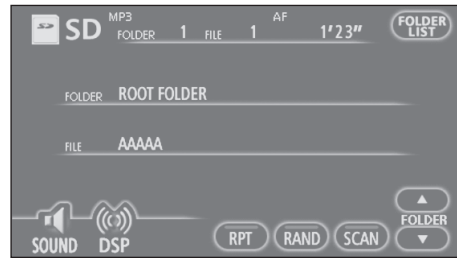 SD MP3 FOLDER 1 FILE 1 AF 1'23" FOLDER LIST
FOLDER ROOT FOLDER
FILE AAAAA
SOUND DSP RPT RAND SCAN FOLDER